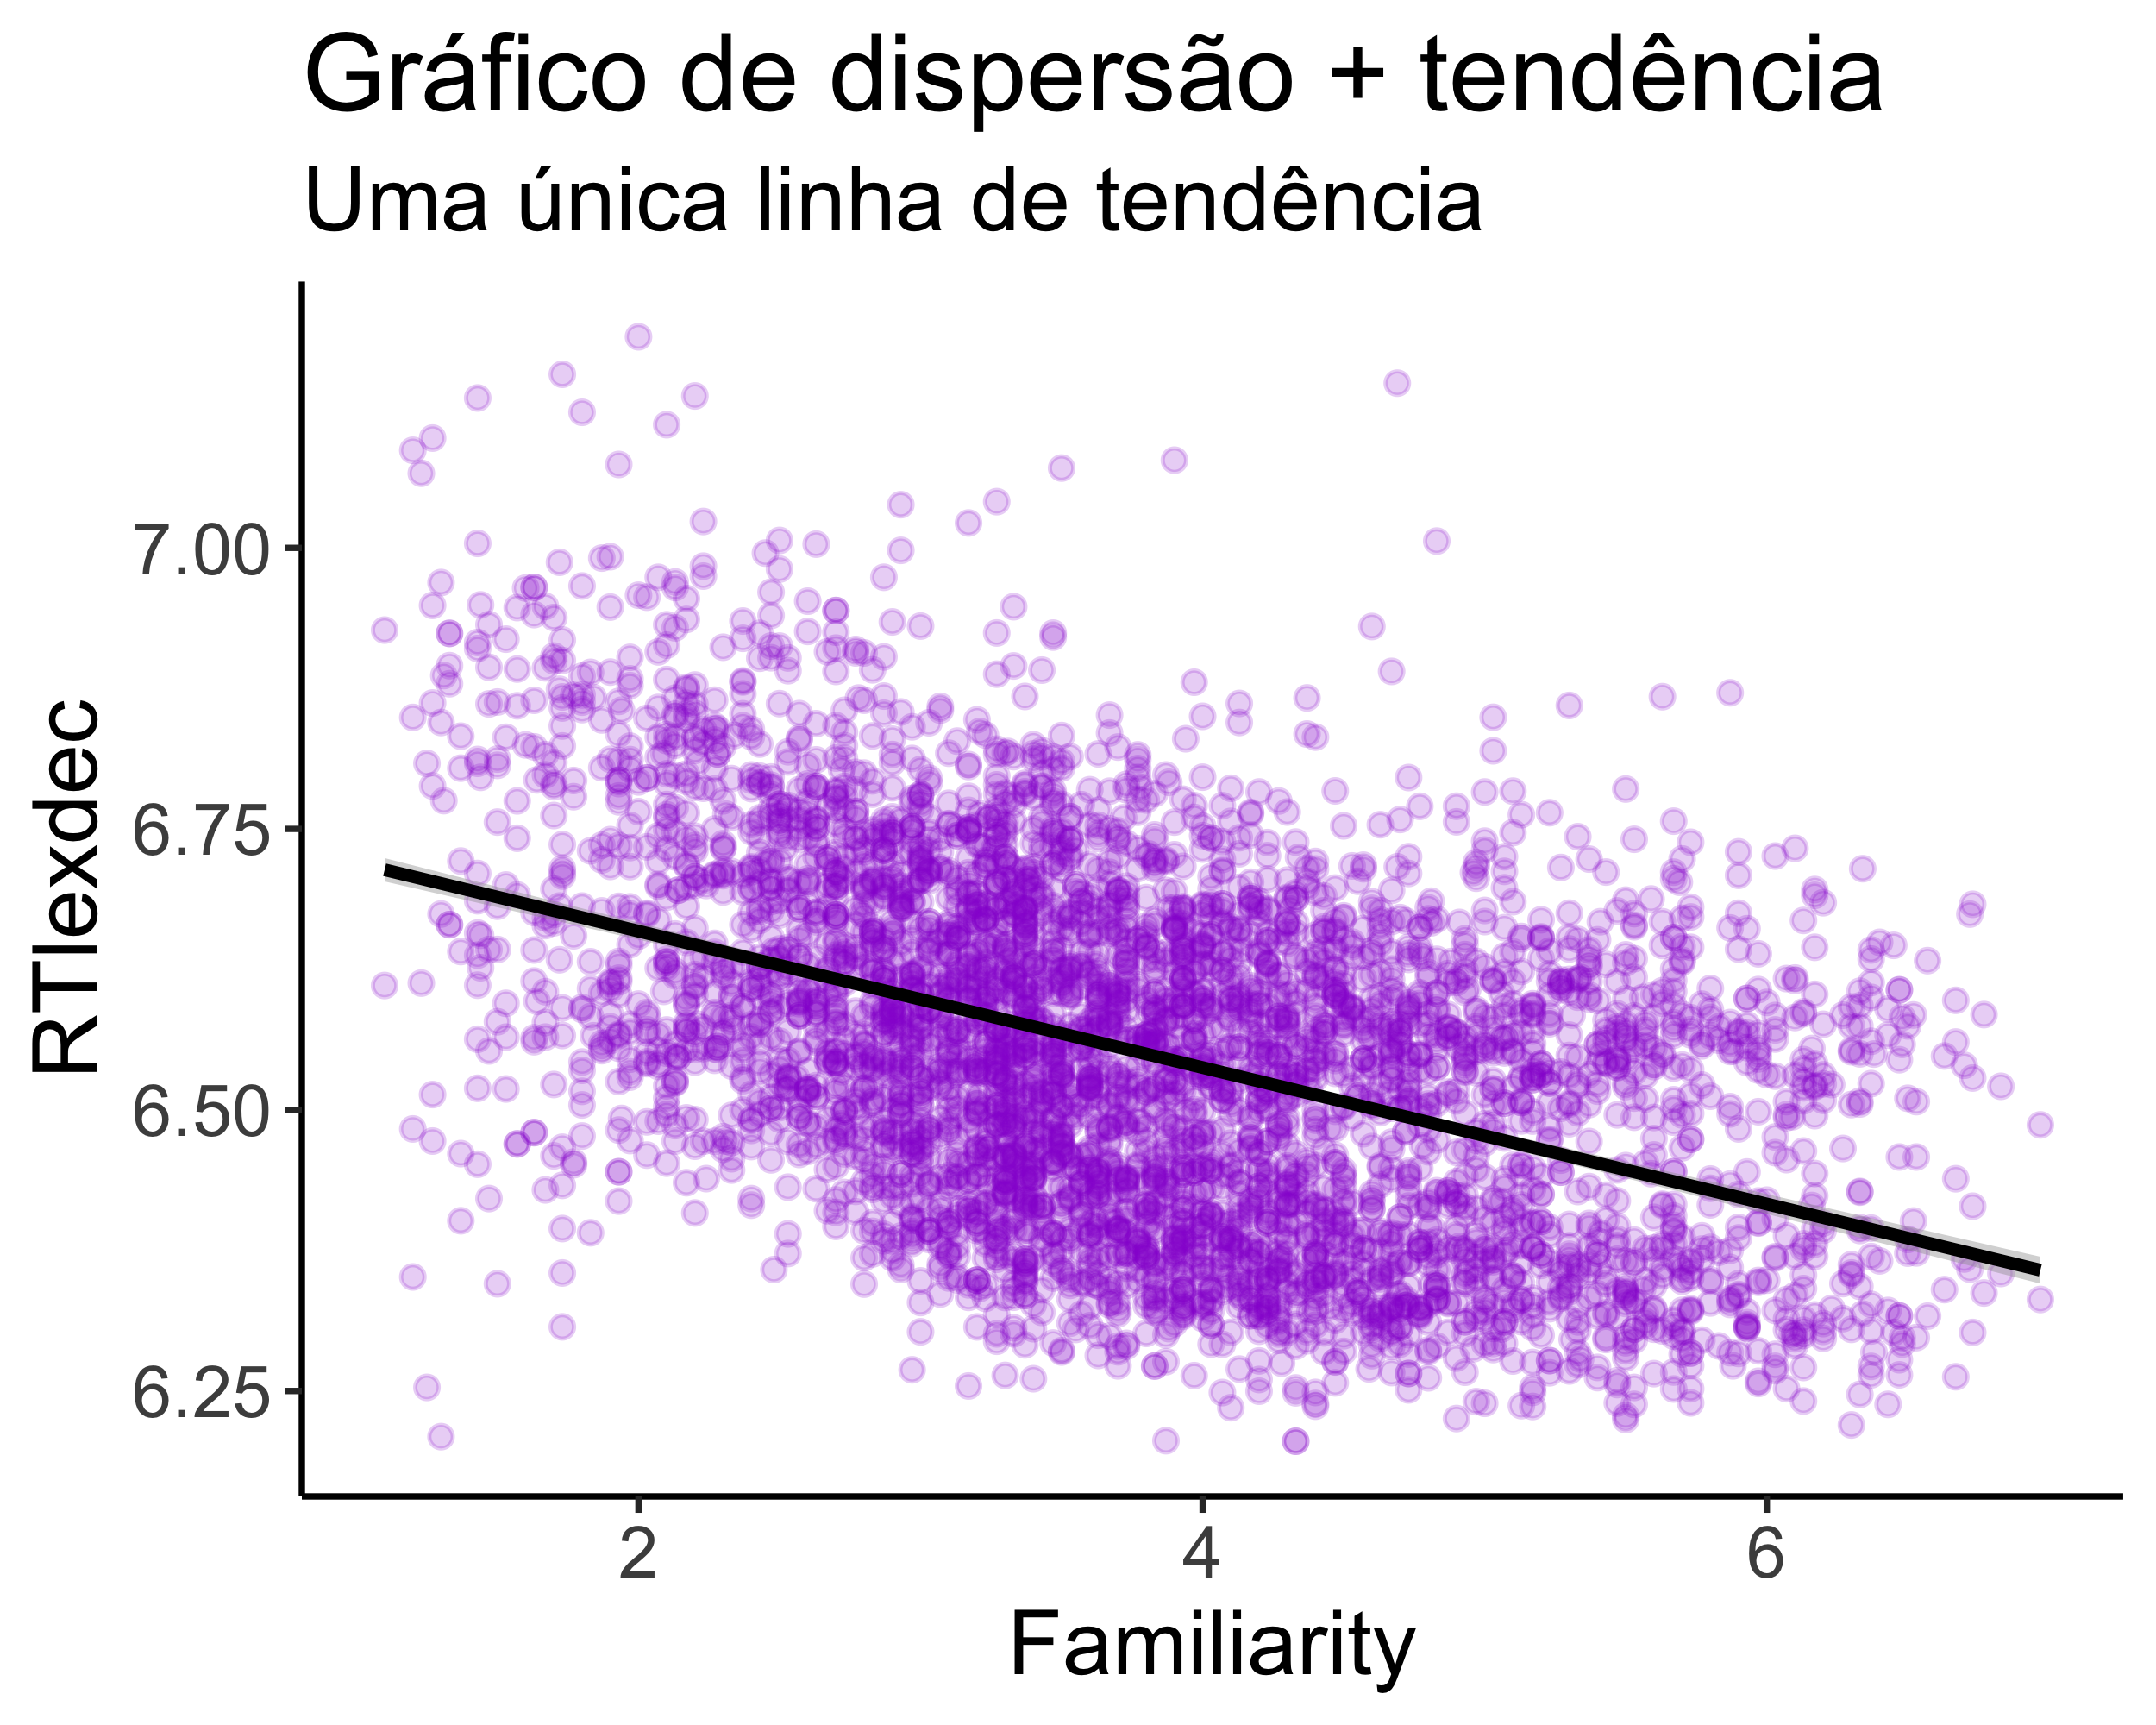 Gráfico de dispersão + tendência
Uma única linha de tendência
RTlexdec
7.00
6.75
6.50
6.25
2 4 6
Familiarity